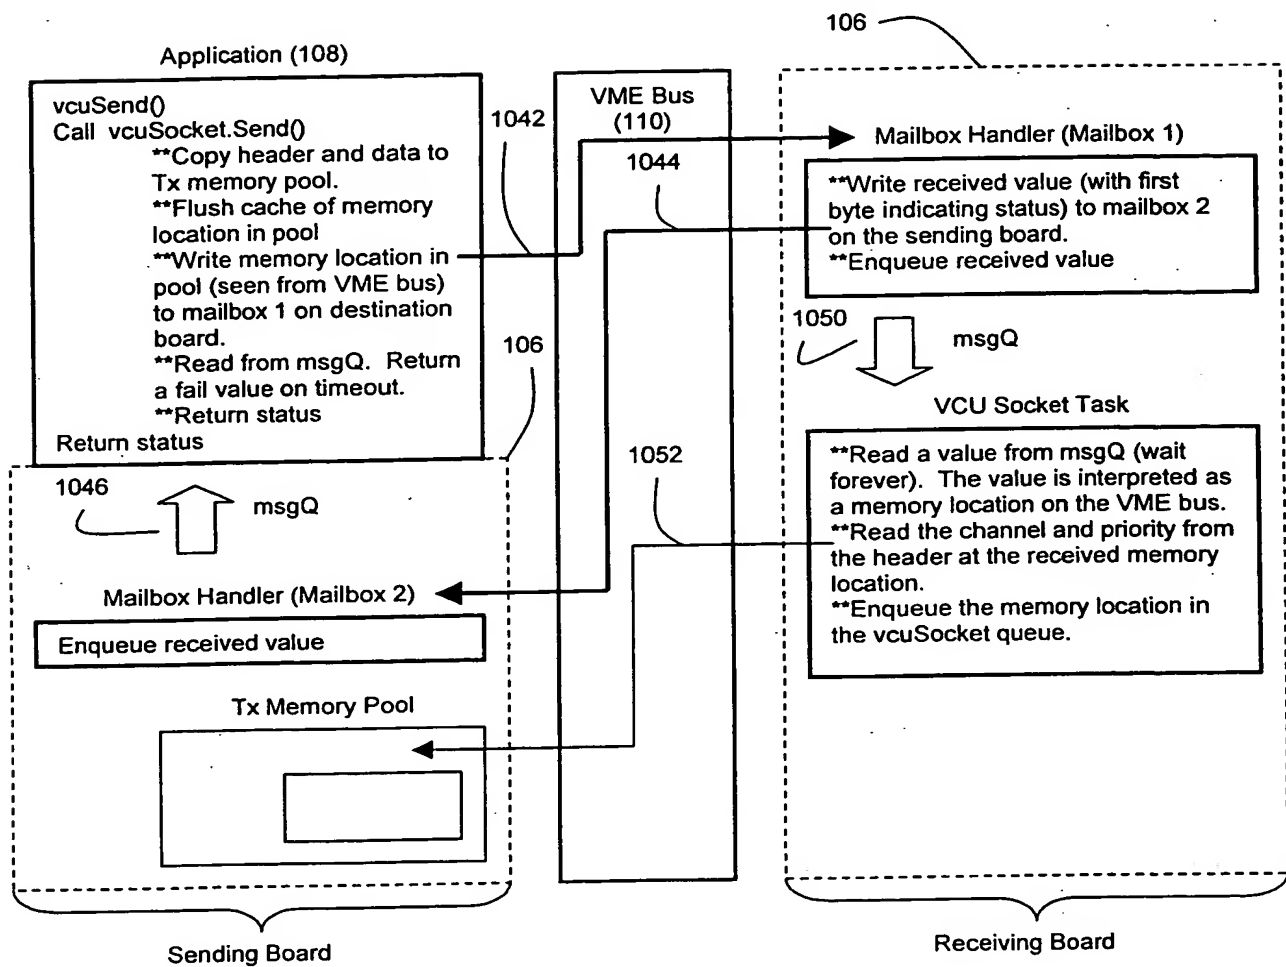 106
Application (108)
vcuSend()
Call vcuSocket.Send()
**Copy header and data to
Tx memory pool.
**Flush cache of memory
location in pool
**Write memory location in
pool (seen from VME bus)
to mailbox 1 on destination
board.
**Read from msgQ. Return
a fail value on timeout.
**Return status
Return status
1042
VME Bus
(110)
1044
Mailbox Handler (Mailbox 1)
**Write received value (with first
byte indicating status) to mailbox 2
on the sending board.
**Enqueue received value
1050
msgQ
106
VCU Socket Task
**Read a value from msgQ (wait
forever). The value is interpreted as
a memory location on the VME bus.
**Read the channel and priority from
the header at the received memory
location.
**Enqueue the memory location in
the vcuSocket queue.
1052
1046
msgQ
Mailbox Handler (Mailbox 2)
Enqueue received value
Tx Memory Pool
Sending Board
Receiving Board